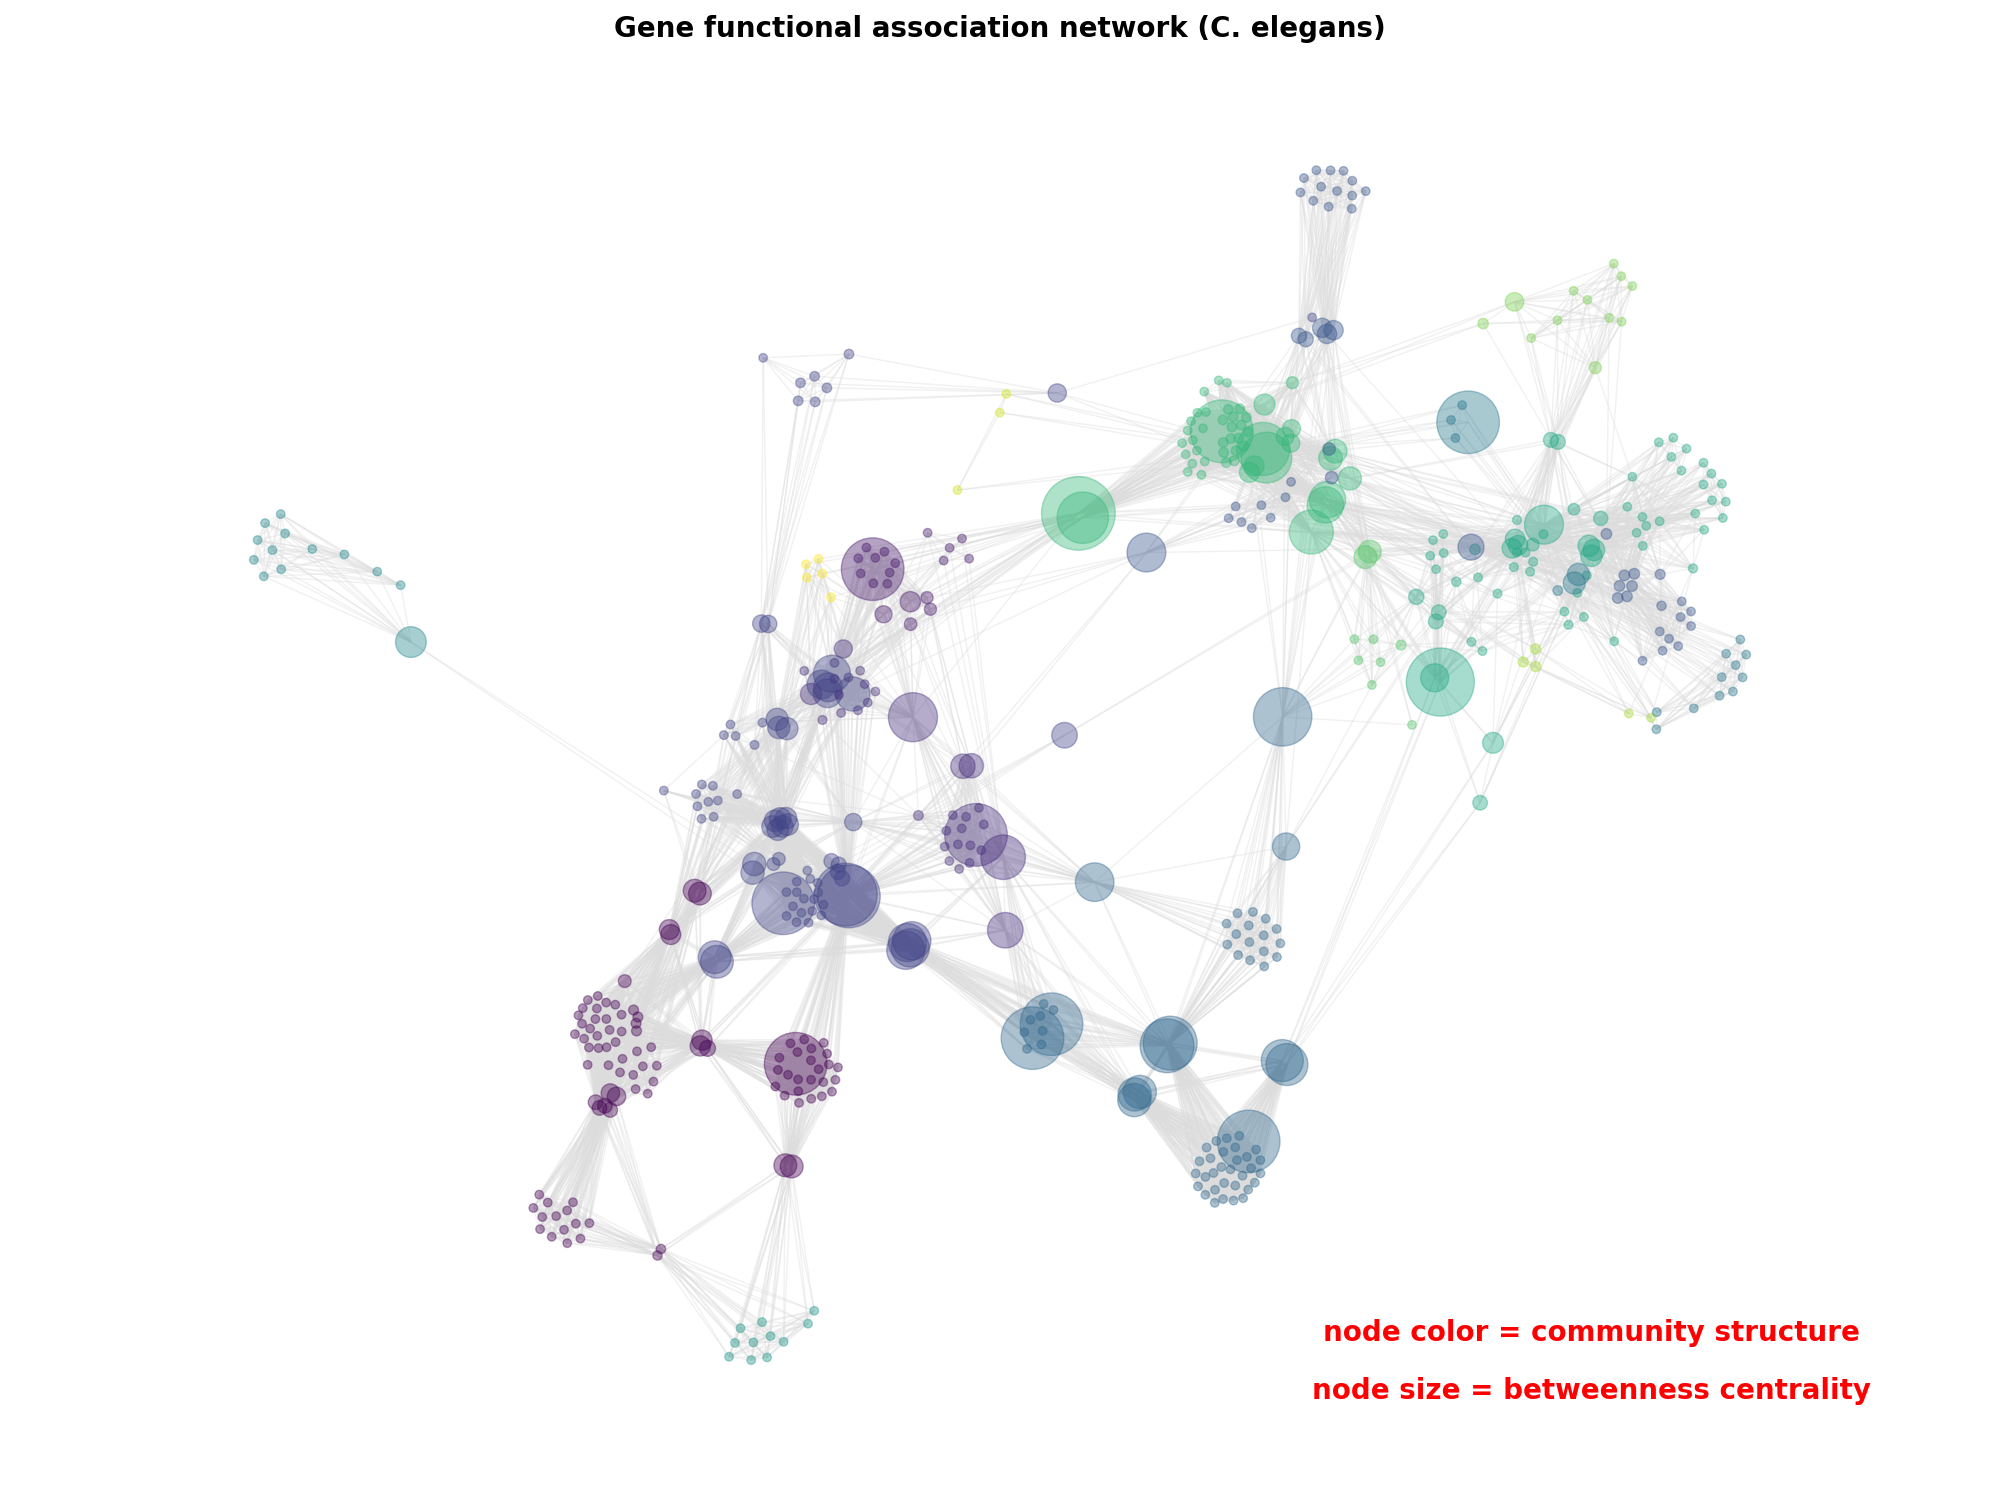 Gene functional association network (C. elegans)
node color = community structure
node size = betweenness centrality